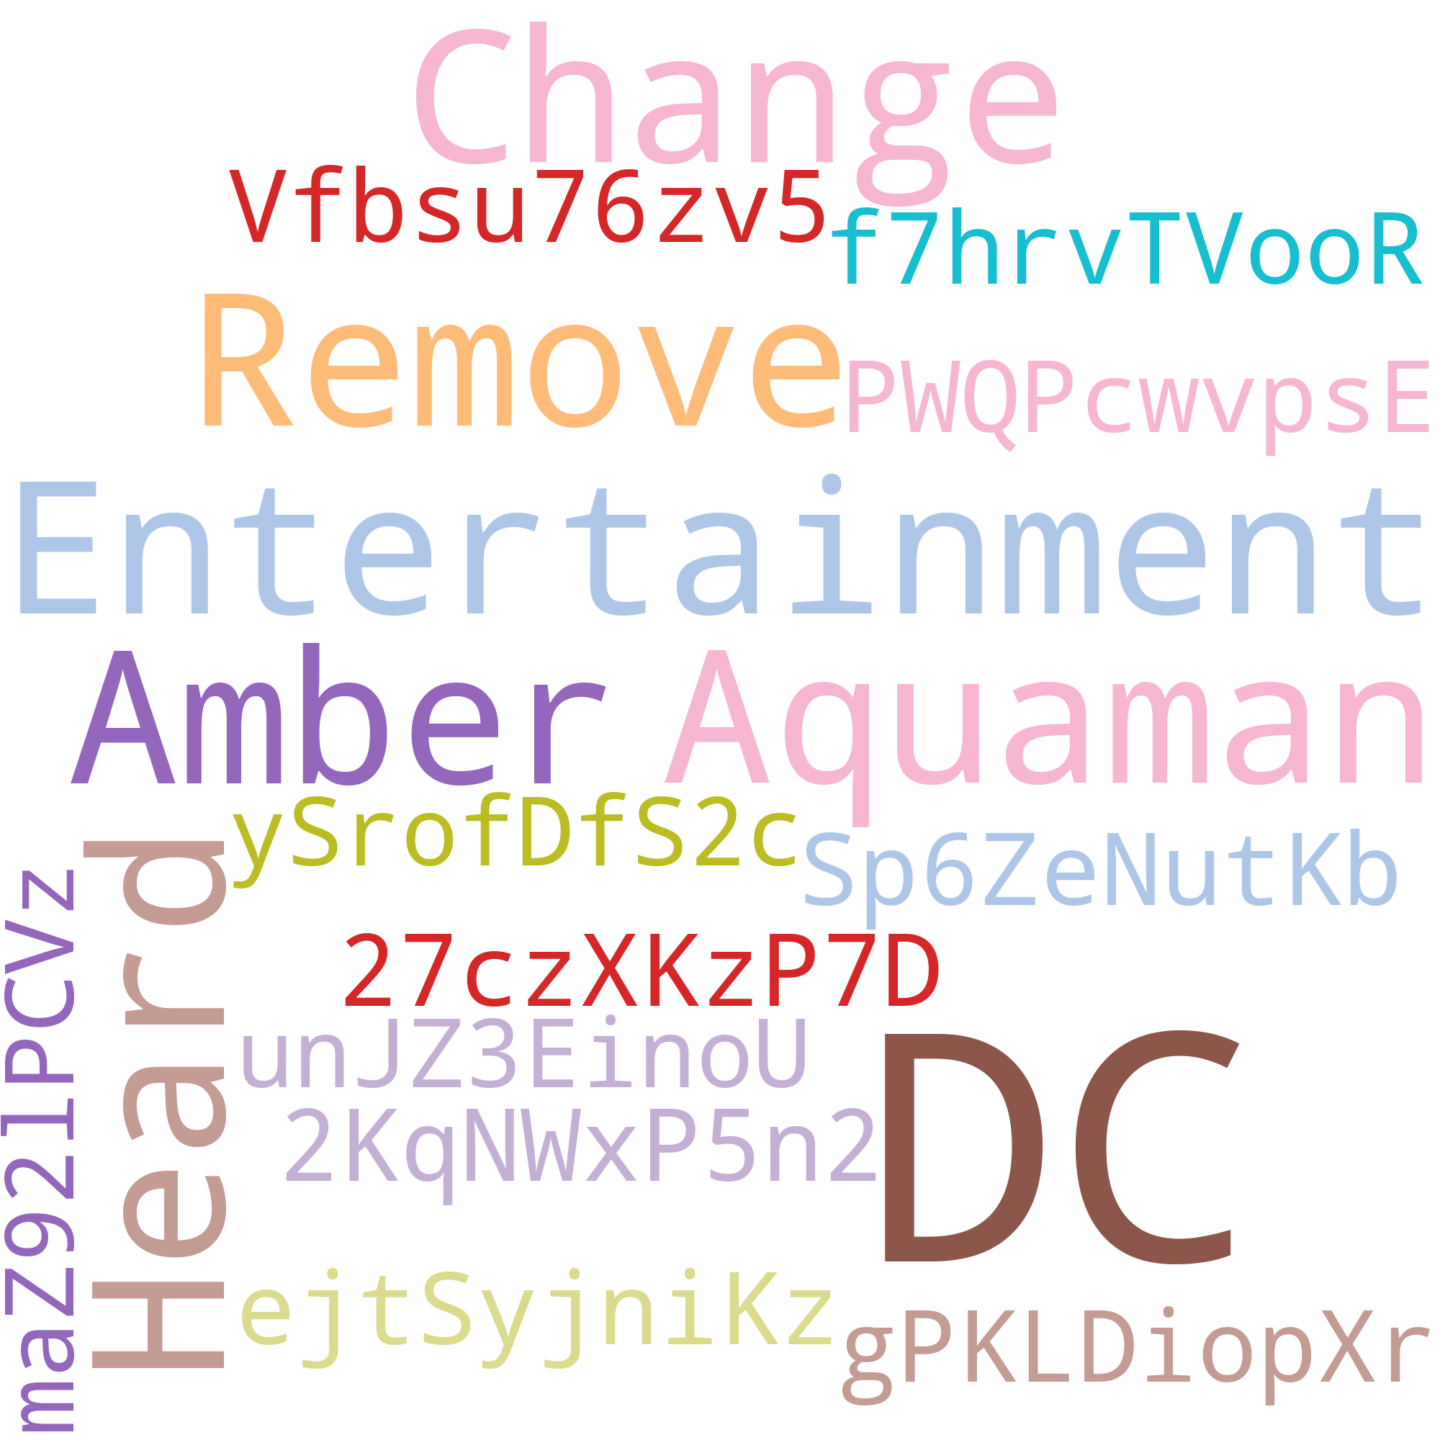 Change
Vfbsu76zv5
f7hrvTVooR
Remove
PWQPcwvpsE
Entertainment
Amber Aquaman
ySrofDfS2c
Sp6ZeNutKb
maZ92lPCVz
Heard
27czXKzP7D
unJZ3EinoU
2KqNWxP5n2
DC
ejtSyjniKz
gPKLDiopXr